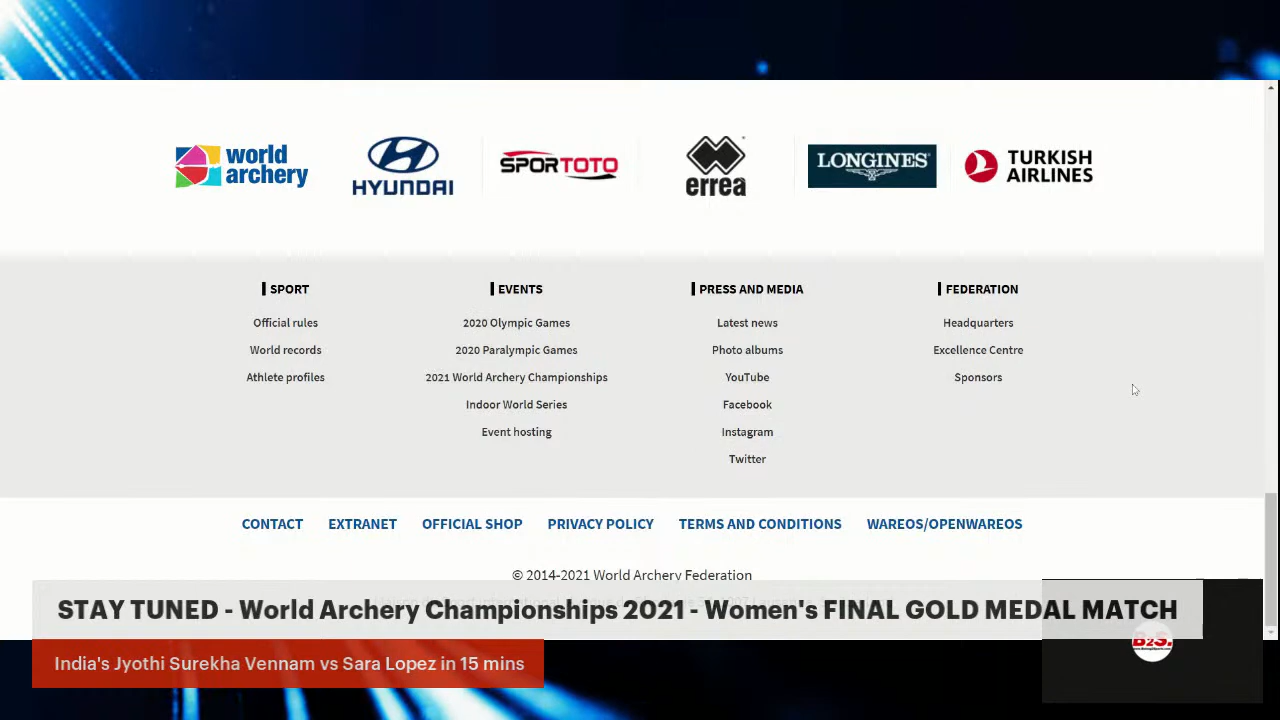 world archery
HYUNDAI
SPORTOTO
errea
LONGINES
TURKISH AIRLINES
SPORT
Official rules
World records
Athlete profiles
EVENTS
2020 Olympic Games
2020 Paralympic Games
2021 World Archery Championships
Indoor World Series
Event hosting
PRESS AND MEDIA
Latest news
Photo albums
YouTube
Facebook
Instagram
Twitter
FEDERATION
Headquarters
Excellence Centre
Sponsors
CONTACT EXTRANET OFFICIAL SHOP PRIVACY POLICY TERMS AND CONDITIONS WAREOS/OPENWAREOS
© 2014-2021 World Archery Federation
STAY TUNED - World Archery Championships 2021 - Women's FINAL GOLD MEDAL MATCH
India's Jyothi Surekha Vennam vs Sara Lopez in 15 mins
B2S.